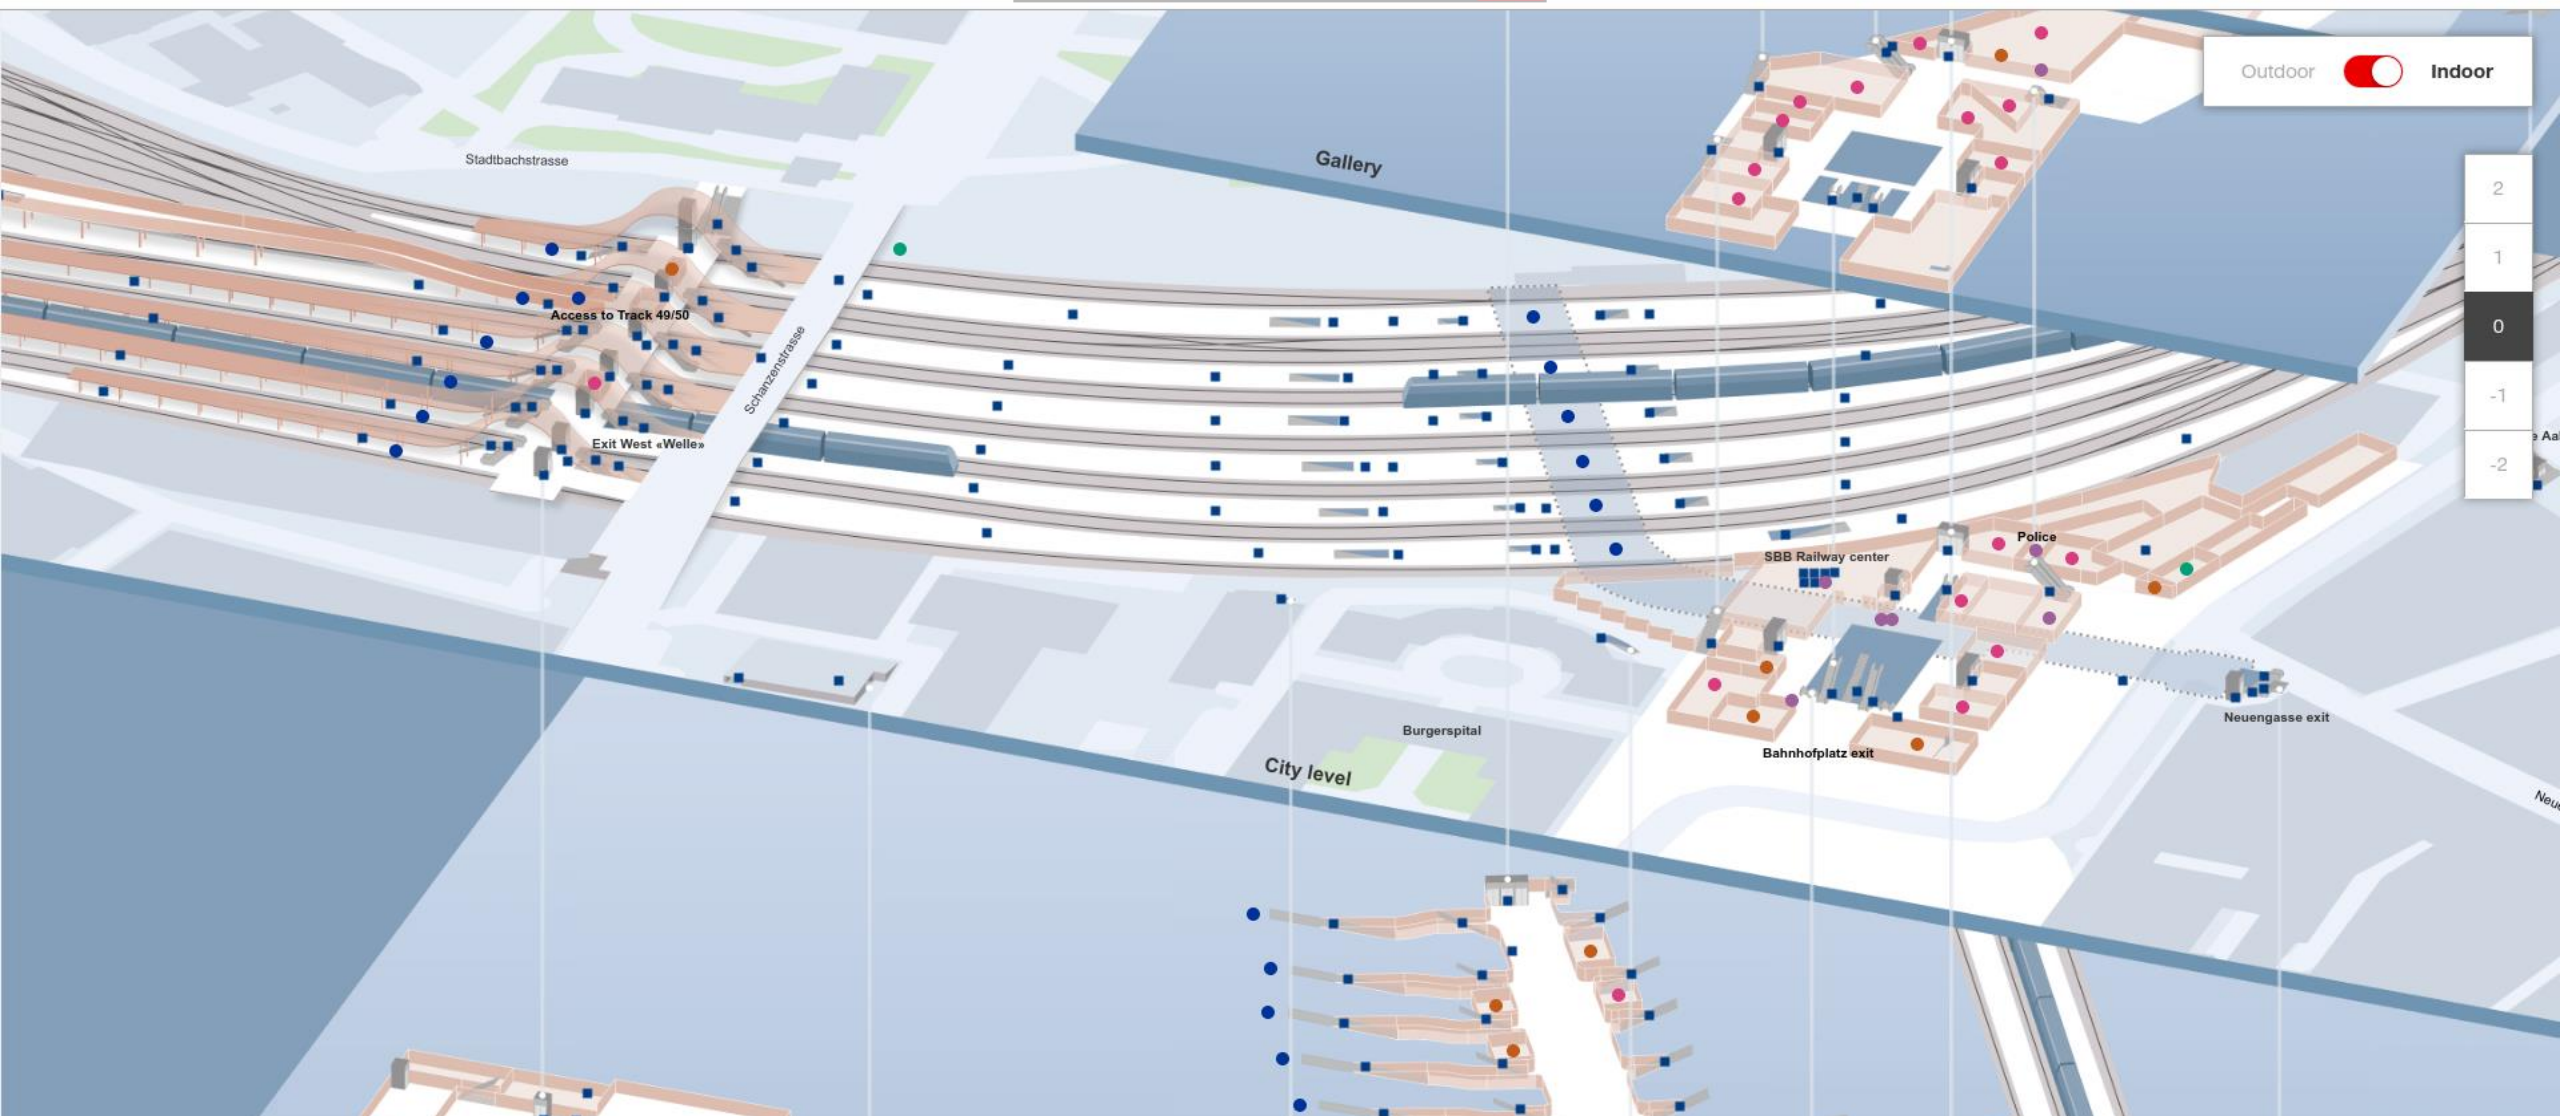 Outdoor
Indoor
Gallery
Stadtbachstrasse
2
1
0
-1
-2
Access to Track 49/50
Schanzenstrasse
Exit West «Welle»
Police
SBB Railway center
Neuengasse exit
Burgerspital
Bahnhofplatz exit
City level